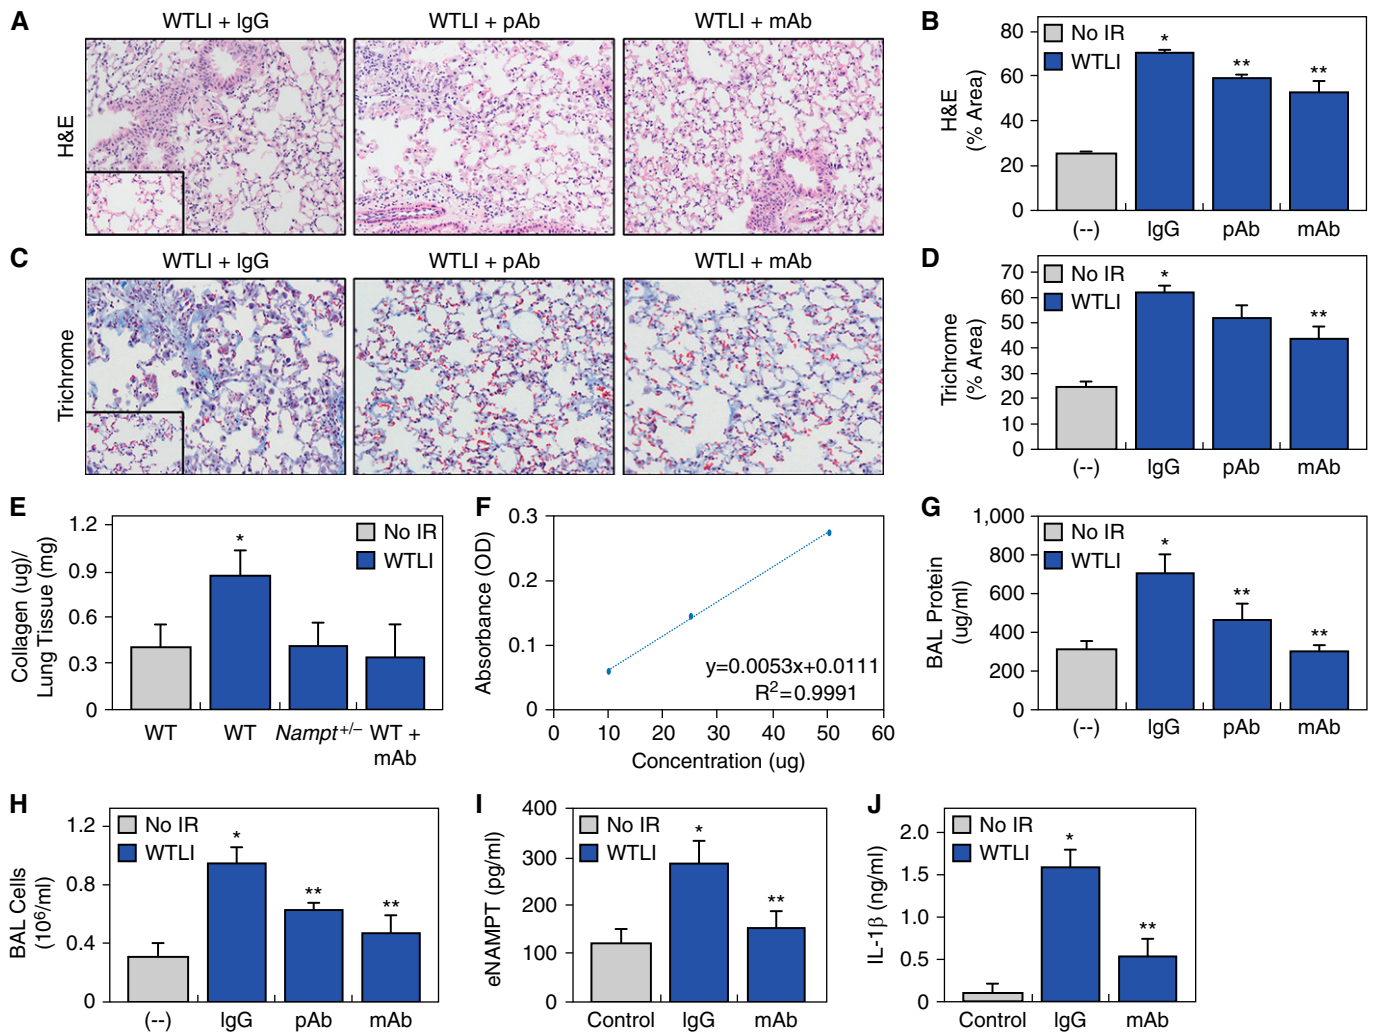 A
WTLI + IgG
WTLI + pAb
WTLI + mAb
H&E
B
No IR
WTLI
80
60
40
20
0
H&E
(% Area)
*
**
**
(--)
IgG
pAb
mAb
C
WTLI + IgG
WTLI + pAb
WTLI + mAb
Trichrome
D
No IR
WTLI
70
60
50
40
30
20
10
0
Trichrome
(% Area)
*
**
(--)
IgG
pAb
mAb
E
No IR
WTLI
1.2
0.9
0.6
0.3
0
Collagen (ug)/
Lung Tissue (mg)
*
WT
WT
Nampt+/–
WT +
mAb
F
0.3
0.2
0.1
0
Absorbance (OD)
y=0.0053x+0.0111
R2=0.9991
0
10
20
30
40
50
60
Concentration (ug)
G
No IR
WTLI
1,000
800
600
400
200
0
BAL Protein
(ug/ml)
*
**
**
(--)
IgG
pAb
mAb
H
No IR
WTLI
1.2
0.8
0.4
0
BAL Cells
(106/ml)
*
**
**
(--)
IgG
pAb
mAb
I
No IR
WTLI
400
300
200
100
0
eNAMPT (pg/ml)
*
**
Control
IgG
mAb
J
No IR
WTLI
2.0
1.5
1.0
0.5
0
IL-1β (ng/ml)
*
**
Control
IgG
mAb